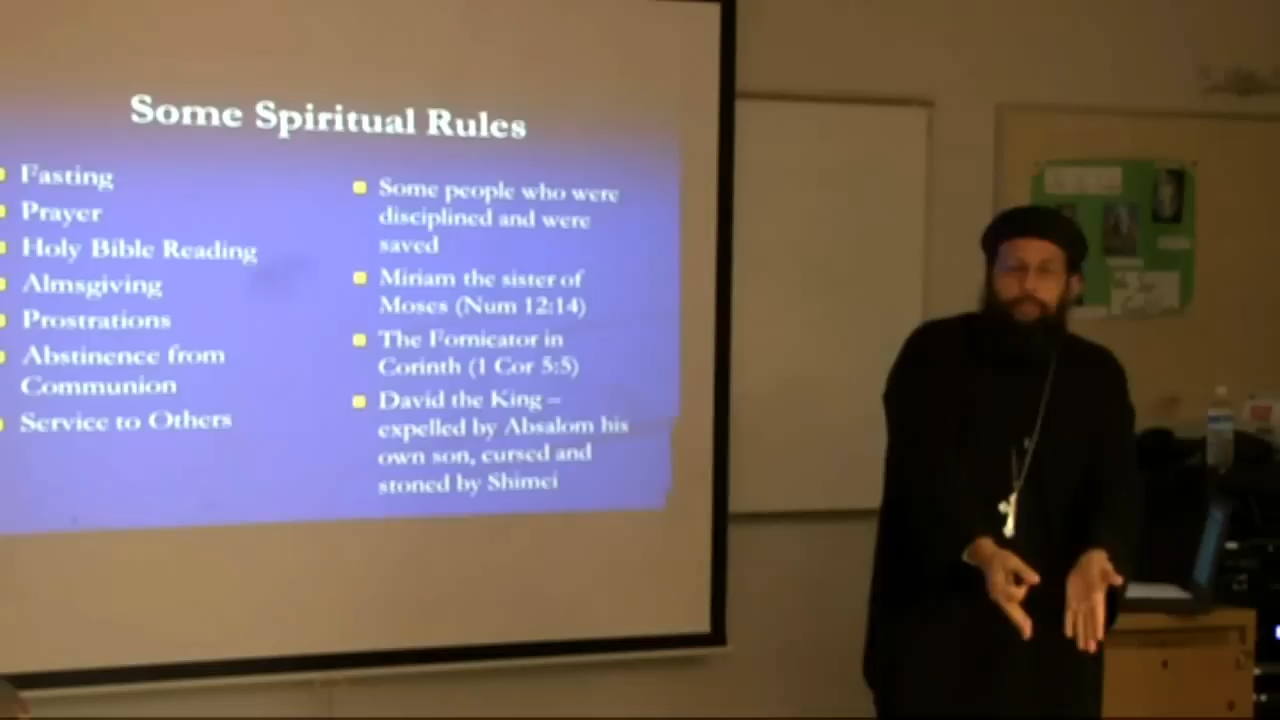 Some Spiritual Rules
Fasting
Prayer
Holy Bible Reading
Almsgiving
Prostrations
Abstinence from
Communion
Service to Others
Some people who were
disciplined and were
saved
Miriam the sister of
Moses (Num 12:14)
The Fornicator in
Corinth (1 Cor 5:5)
David the King –
expelled by Absalom his
own son, cursed and
stoned by Shimei